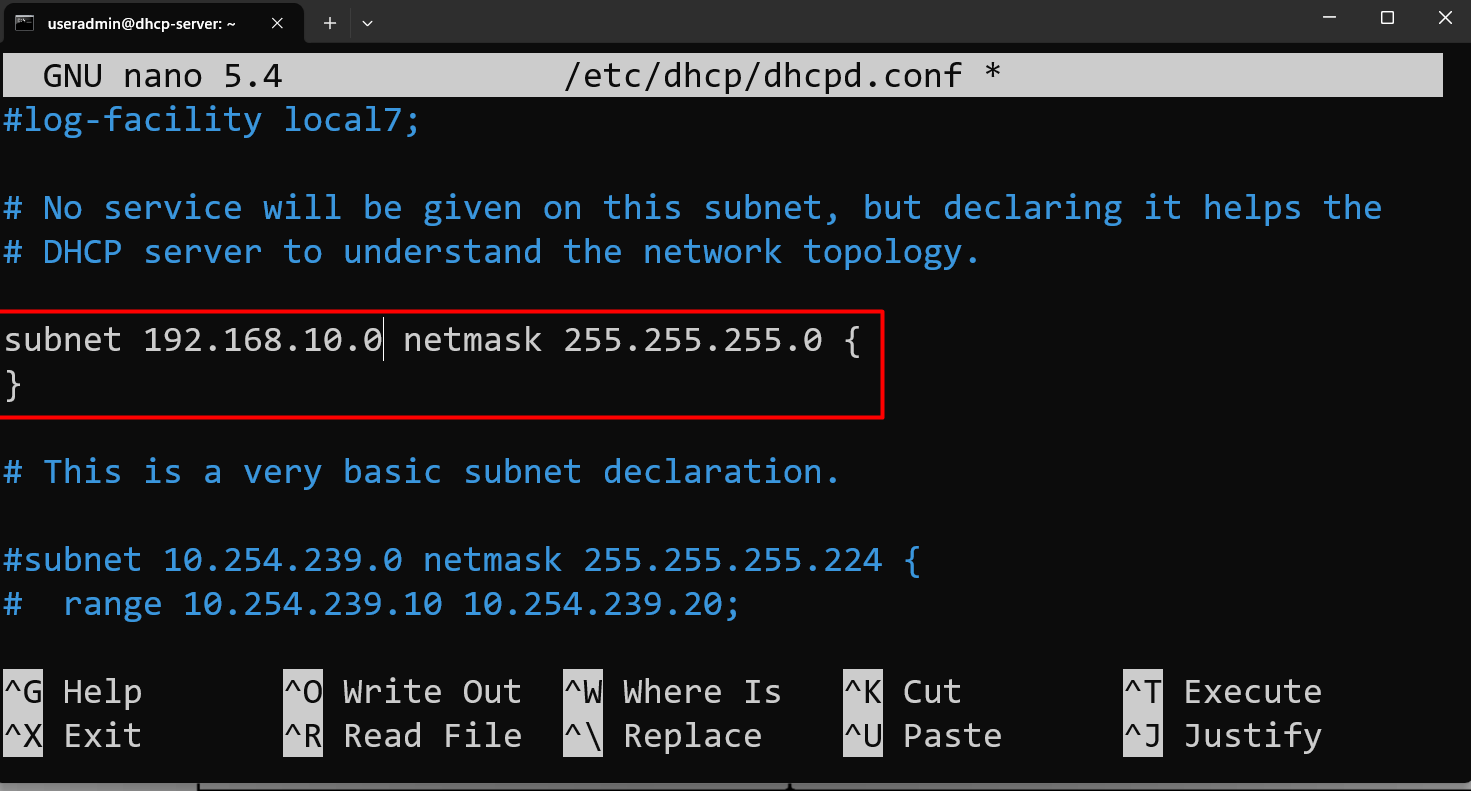 useradmin@dhcp-server: ~
GNU nano 5.4 /etc/dhcp/dhcpd.conf *
#log-facility local7;
# No service will be given on this subnet, but declaring it helps the
# DHCP server to understand the network topology.
subnet 192.168.10.0 netmask 255.255.255.0 {
}
# This is a very basic subnet declaration.
#subnet 10.254.239.0 netmask 255.255.255.224 {
#  range 10.254.239.10 10.254.239.20;
^G Help ^O Write Out ^W Where Is ^K Cut ^T Execute
^X Exit ^R Read File ^\ Replace ^U Paste ^J Justify